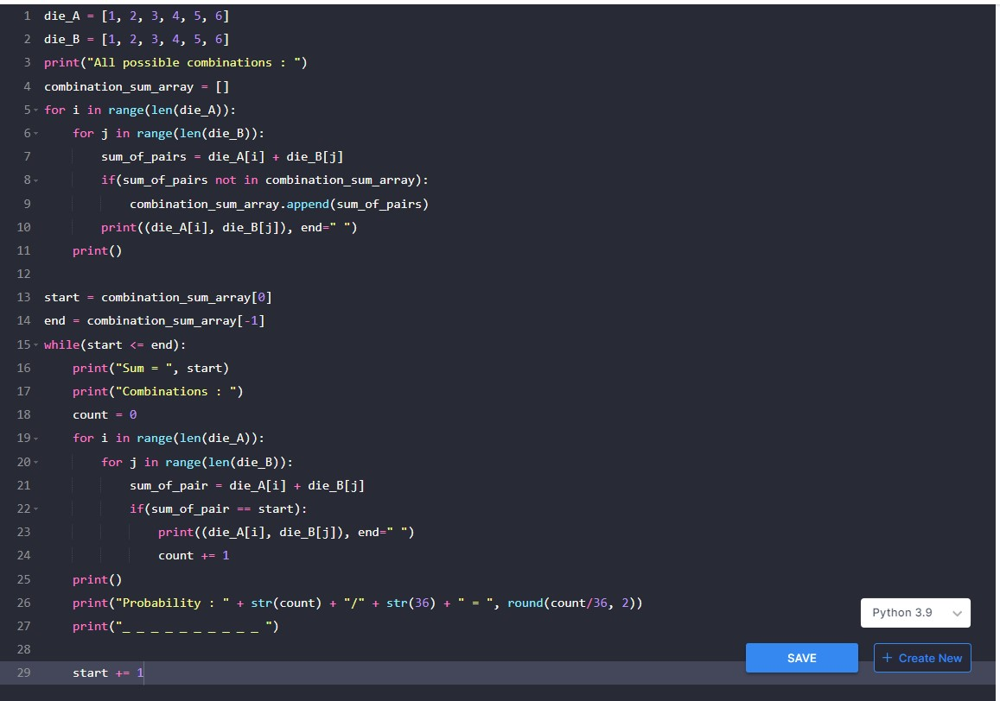 1 die_A = [1, 2, 3, 4, 5, 6]
2 die_B = [1, 2, 3, 4, 5, 6]
3 print("All possible combinations : ")
4 combination_sum_array = []
5 for i in range(len(die_A)):
6     for j in range(len(die_B)):
7         sum_of_pairs = die_A[i] + die_B[j]
8         if(sum_of_pairs not in combination_sum_array):
9             combination_sum_array.append(sum_of_pairs)
10         print((die_A[i], die_B[j]), end=" ")
11     print()
12
13 start = combination_sum_array[0]
14 end = combination_sum_array[-1]
15 while(start <= end):
16     print("Sum = ", start)
17     print("Combinations : ")
18     count = 0
19     for i in range(len(die_A)):
20         for j in range(len(die_B)):
21             sum_of_pair = die_A[i] + die_B[j]
22             if(sum_of_pair == start):
23                 print((die_A[i], die_B[j]), end=" ")
24                 count += 1
25     print()
26     print("Probability : " + str(count) + "/" + str(36) + " = ", round(count/36, 2))
27     print("_ _ _ _ _ _ _ _ _ _ ")
28
29     start += 1
Python 3.9
SAVE
+ Create New